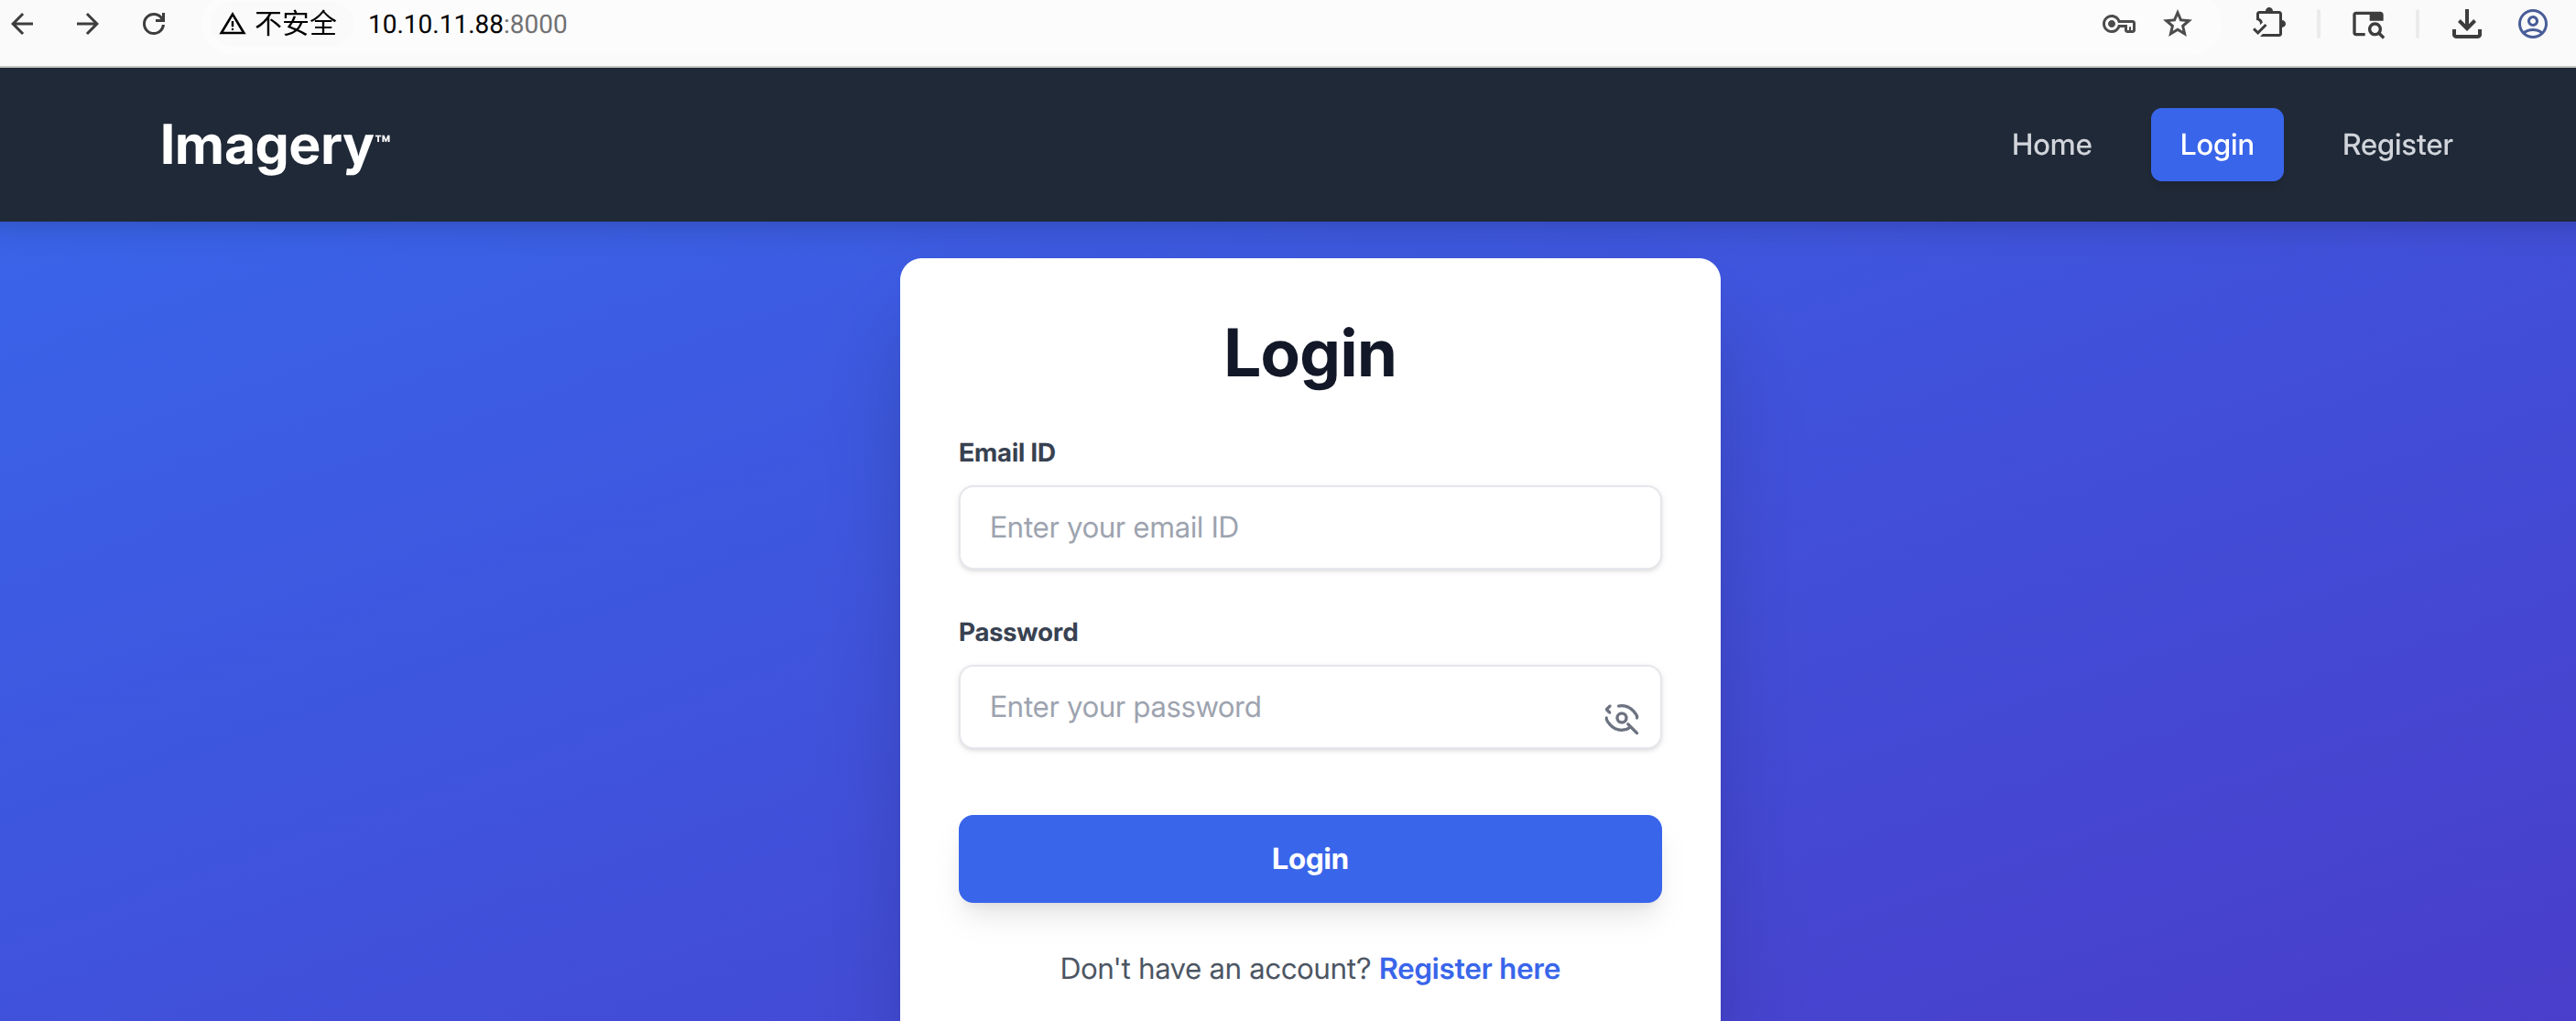 不安全 10.10.11.88:8000
Imagery™ Home Login Register
Login
Email ID
Enter your email ID
Password
Enter your password
Login
Don't have an account? Register here